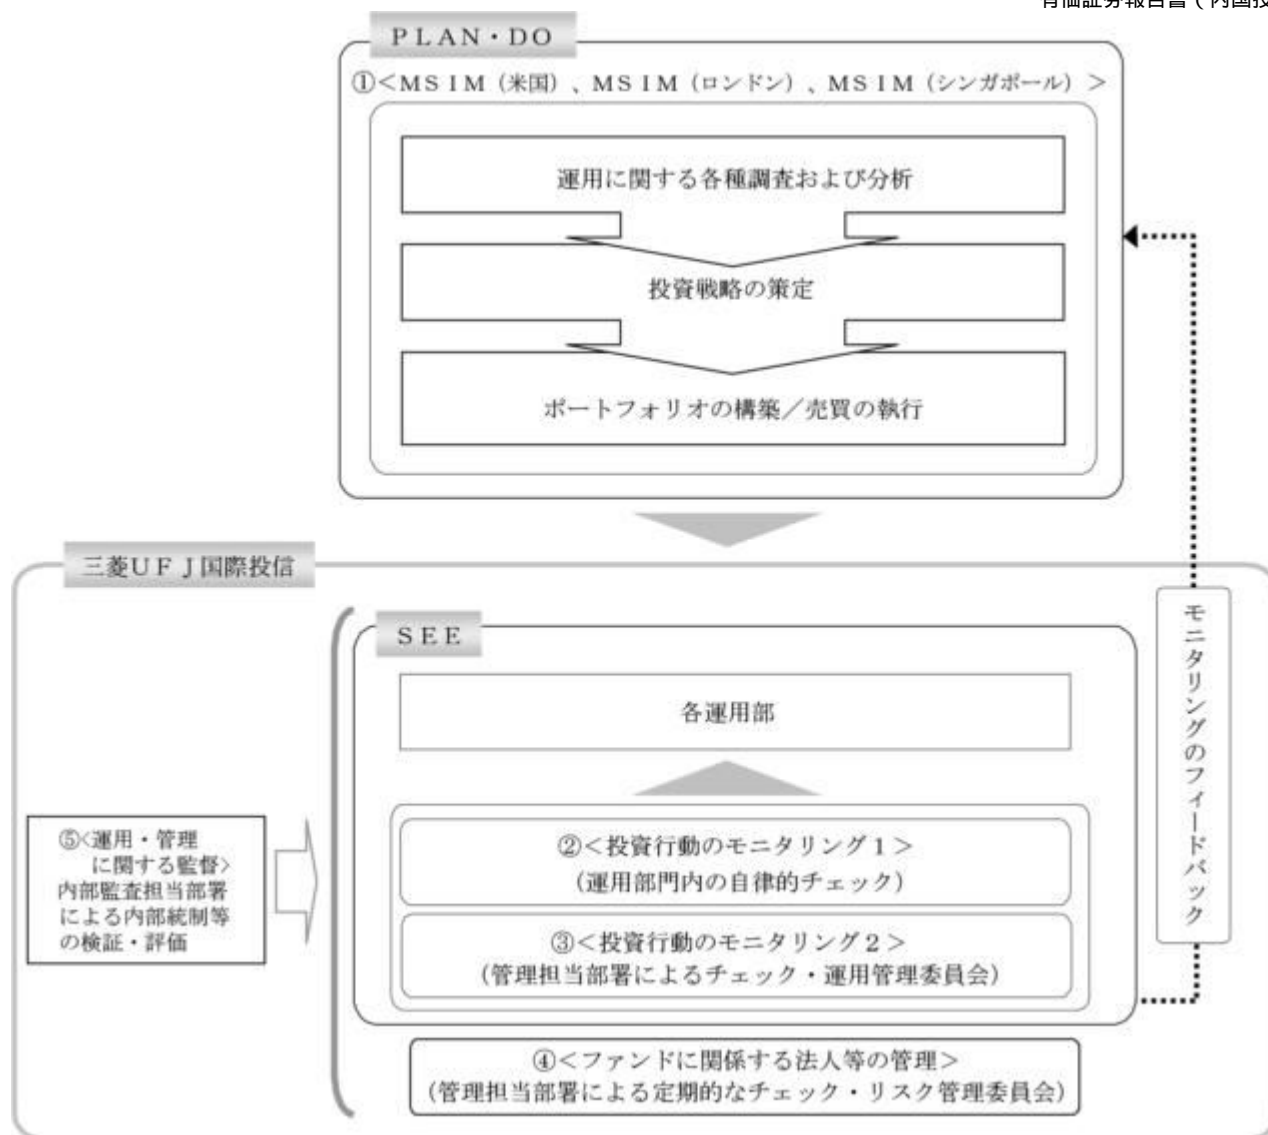 有価証券報告書（内国投
ＰＬＡＮ・ＤＯ
①＜ＭＳＩＭ（米国）、ＭＳＩＭ（ロンドン）、ＭＳＩＭ（シンガポール）＞
運用に関する各種調査および分析
投資戦略の策定
ポートフォリオの構築／売買の執行
三菱ＵＦＪ国際投信
ＳＥＥ
各運用部
②＜投資行動のモニタリング１＞
（運用部門内の自律的チェック）
③＜投資行動のモニタリング２＞
（管理担当部署によるチェック・運用管理委員会）
④＜ファンドに関係する法人等の管理＞
（管理担当部署による定期的なチェック・リスク管理委員会）
⑤＜運用・管理
に関する監督＞
内部監査担当部署
による内部統制等
の検証・評価
モニタリングのフィードバック